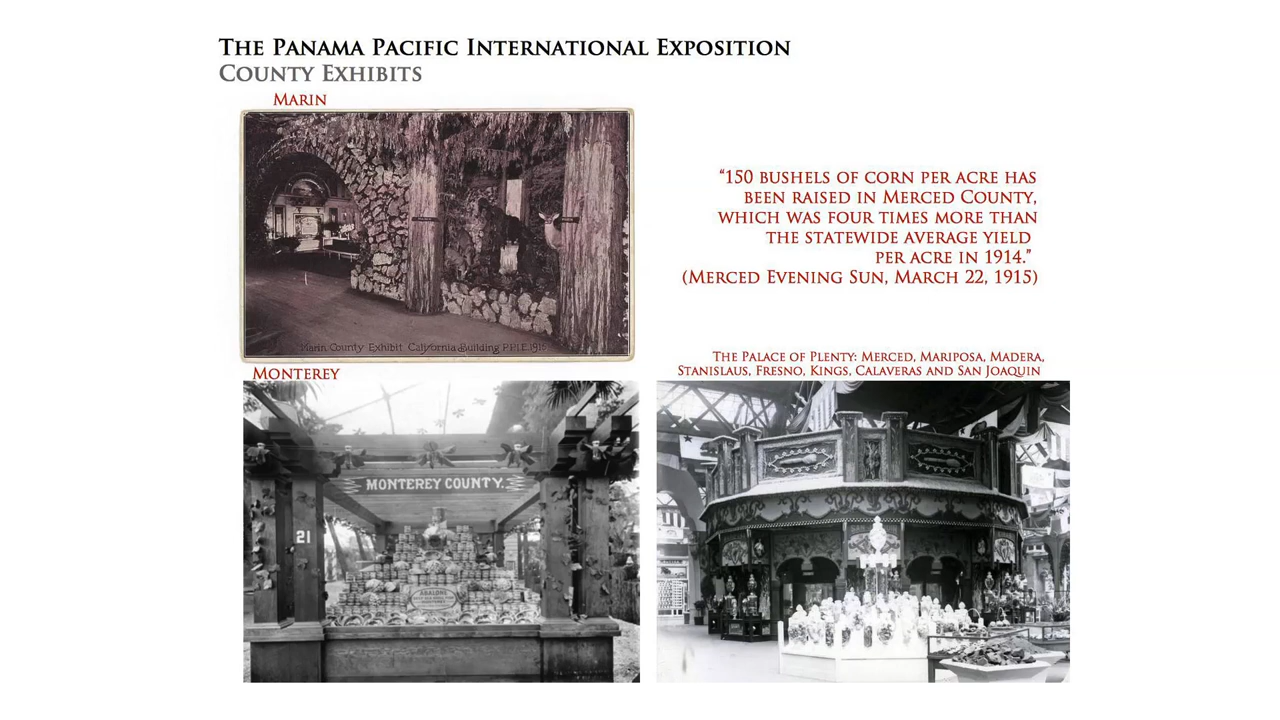 The Panama Pacific International Exposition
County Exhibits
Marin
Marin County Exhibit California Building P.P.I.E. 1915
"150 bushels of corn per acre has
been raised in Merced County,
which was four times more than
the statewide average yield
per acre in 1914."
(Merced Evening Sun, March 22, 1915)
Monterey
MONTEREY COUNTY.
21
ABALONE
The Palace of Plenty: Merced, Mariposa, Madera,
Stanislaus, Fresno, Kings, Calaveras and San Joaquin